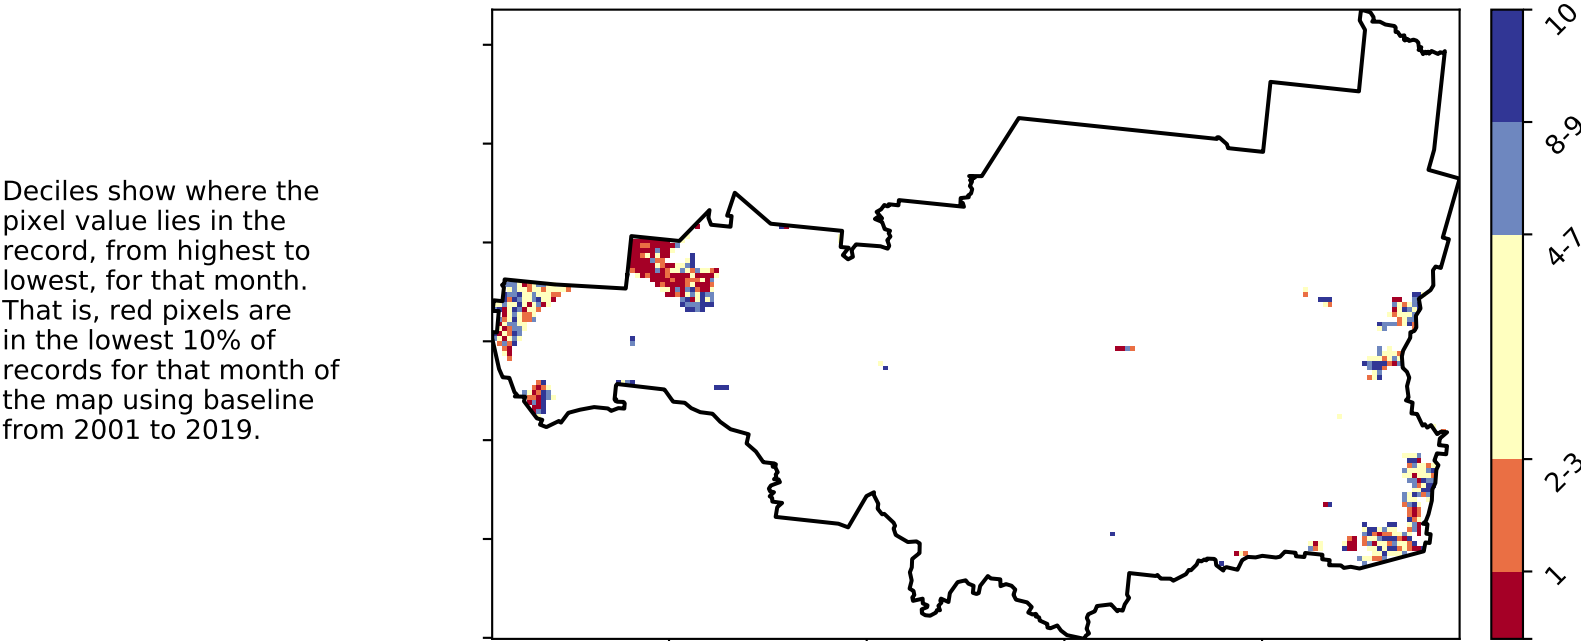 Deciles show where the
pixel value lies in the
record, from highest to
lowest, for that month.
That is, red pixels are
in the lowest 10% of
records for that month of
the map using baseline
from 2001 to 2019.
10
8-9
4-7
2-3
1